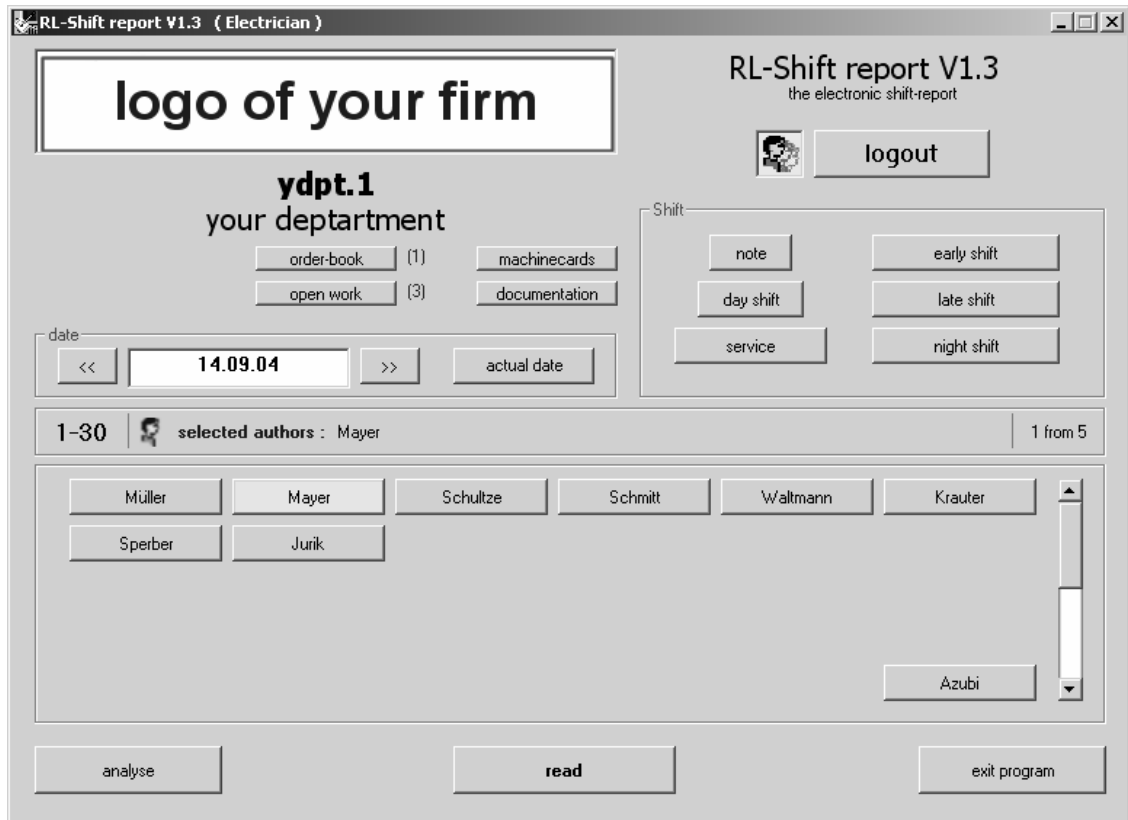 RL-Shift report V1.3 ( Electrician )
logo of your firm
RL-Shift report V1.3
the electronic shift-report
logout
ydpt.1
your deptartment
order-book (1) machinecards
open work (3) documentation
Shift
note early shift
day shift late shift
service night shift
date
<< 14.09.04 >> actual date
1-30 selected authors : Mayer 1 from 5
Müller Mayer Schultze Schmitt Waltmann Krauter
Sperber Jurik
Azubi
analyse read exit program